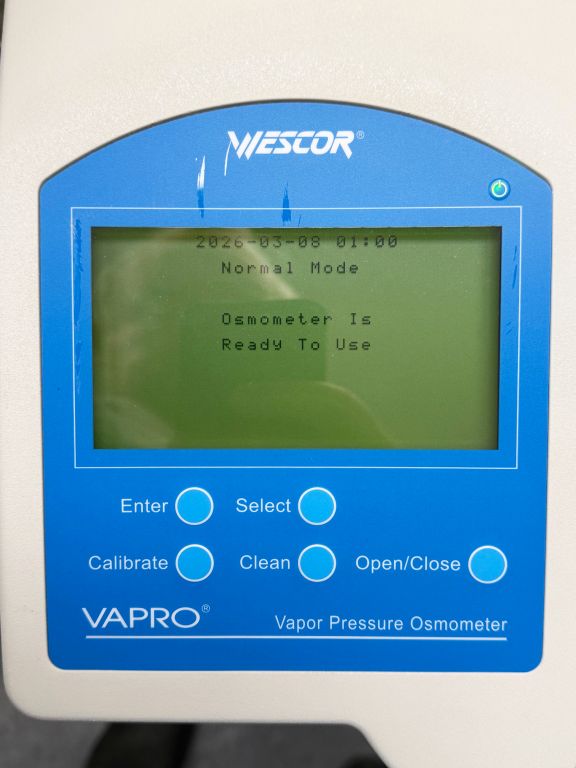 WESCOR®
2026-03-08 01:00
Normal Mode
Osmometer Is
Ready To Use
Enter Select
Calibrate Clean Open/Close
VAPRO® Vapor Pressure Osmometer